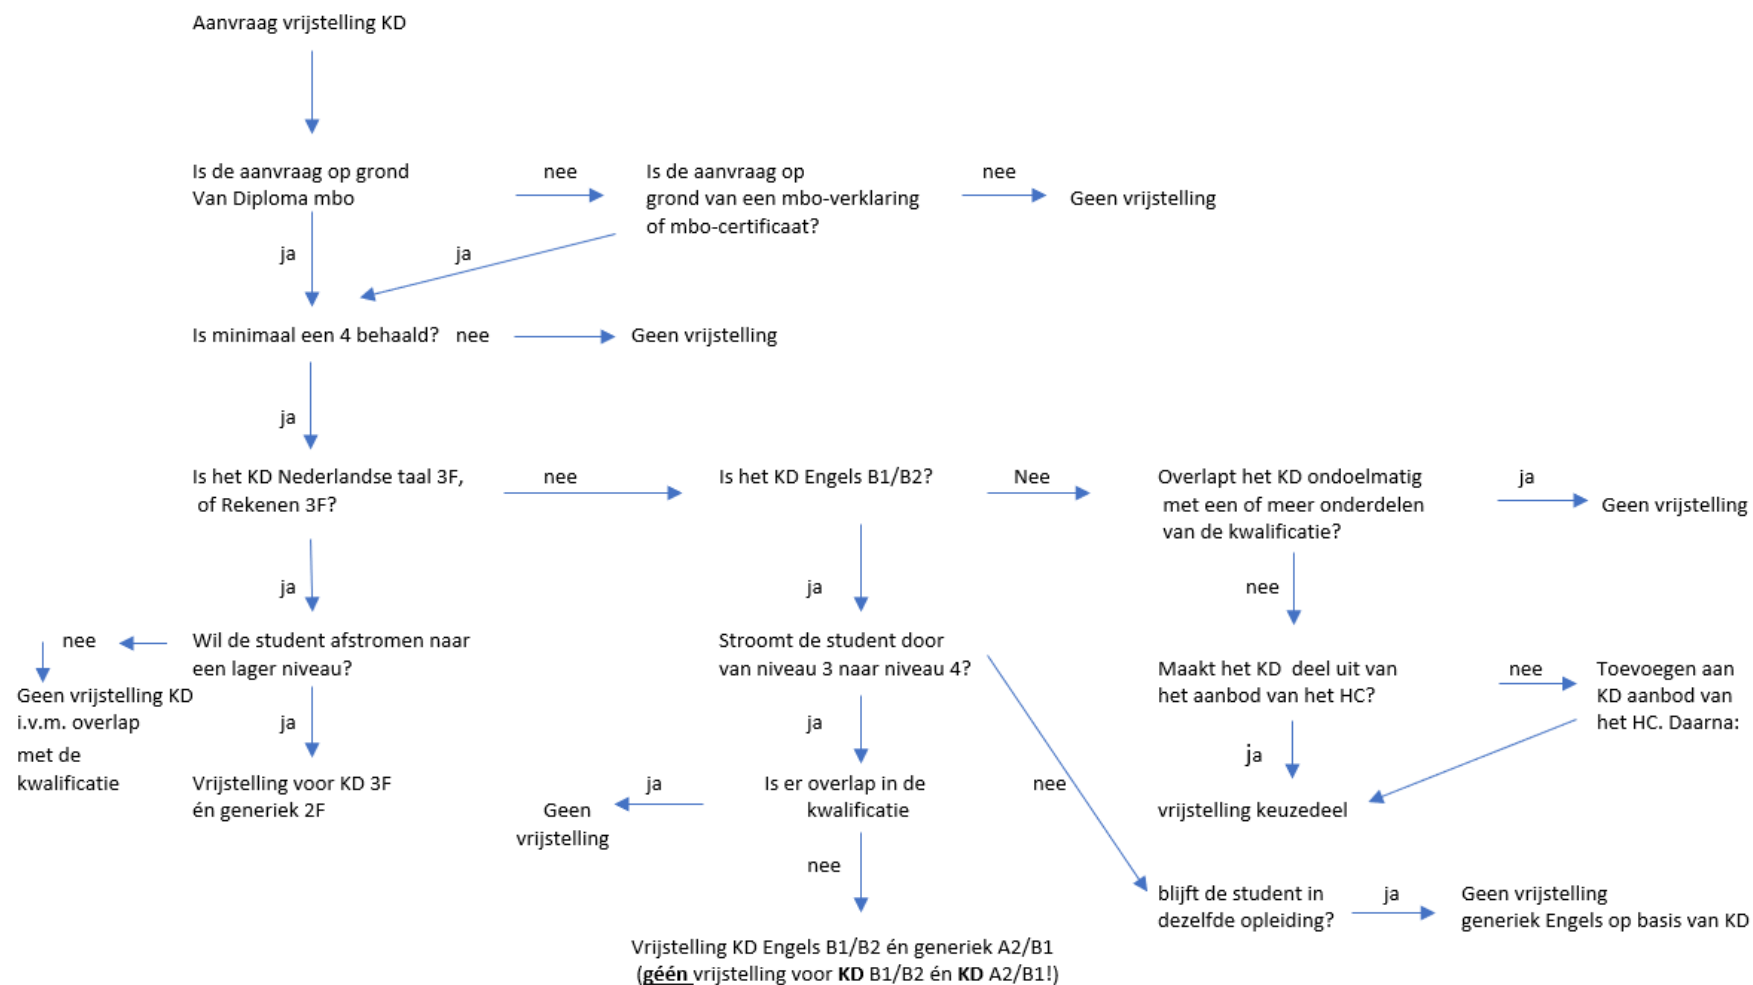 Aanvraag vrijstelling KD
Is de aanvraag op grond
Van Diploma mbo
nee
Is de aanvraag op
grond van een mbo-verklaring
of mbo-certificaat?
nee
Geen vrijstelling
ja
ja
Is minimaal een 4 behaald?
nee
Geen vrijstelling
ja
Is het KD Nederlandse taal 3F,
of Rekenen 3F?
nee
Is het KD Engels B1/B2?
Nee
Overlapt het KD ondoelmatig
met een of meer onderdelen
van de kwalificatie?
ja
Geen vrijstelling
ja
ja
nee
nee
Wil de student afstromen naar
een lager niveau?
Stroomt de student door
van niveau 3 naar niveau 4?
Maakt het KD deel uit van
het aanbod van het HC?
nee
Toevoegen aan
KD aanbod van
het HC. Daarna:
Geen vrijstelling KD
i.v.m. overlap
met de
kwalificatie
ja
ja
ja
Vrijstelling voor KD 3F
én generiek 2F
Geen
vrijstelling
ja
Is er overlap in de
kwalificatie
nee
vrijstelling keuzedeel
nee
blijft de student in
dezelfde opleiding?
ja
Geen vrijstelling
generiek Engels op basis van KD
Vrijstelling KD Engels B1/B2 én generiek A2/B1
(géén vrijstelling voor KD B1/B2 én KD A2/B1!)